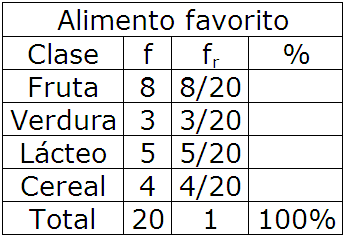 Alimento favorito
Clase f fr %
Fruta 8 8/20
Verdura 3 3/20
Lácteo 5 5/20
Cereal 4 4/20
Total 20 1 100%